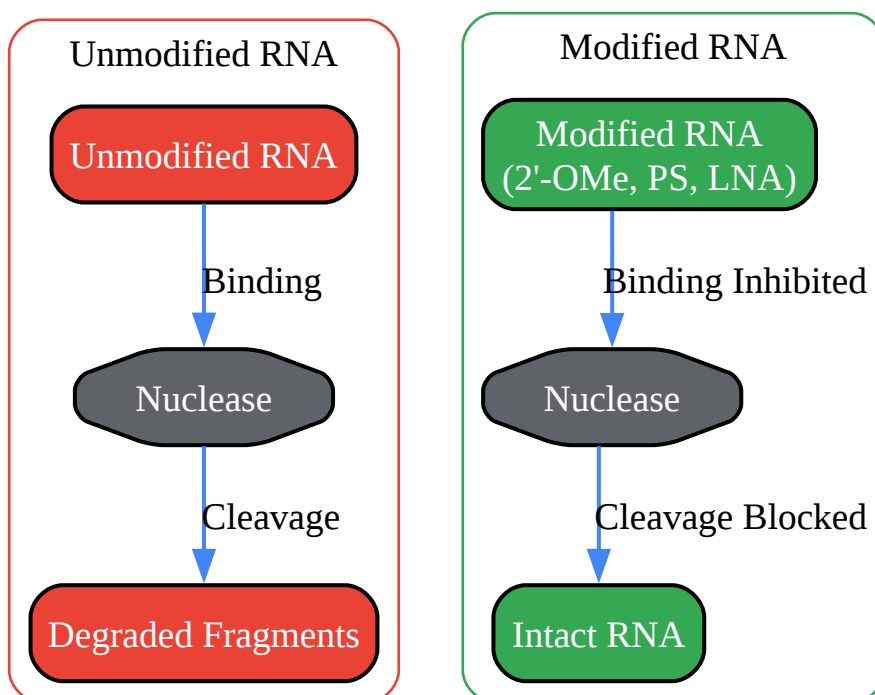 Unmodified RNA
Unmodified RNA
Binding
Nuclease
Cleavage
Degraded Fragments
Modified RNA
Modified RNA
(2'-OMe, PS, LNA)
Binding Inhibited
Nuclease
Cleavage Blocked
Intact RNA